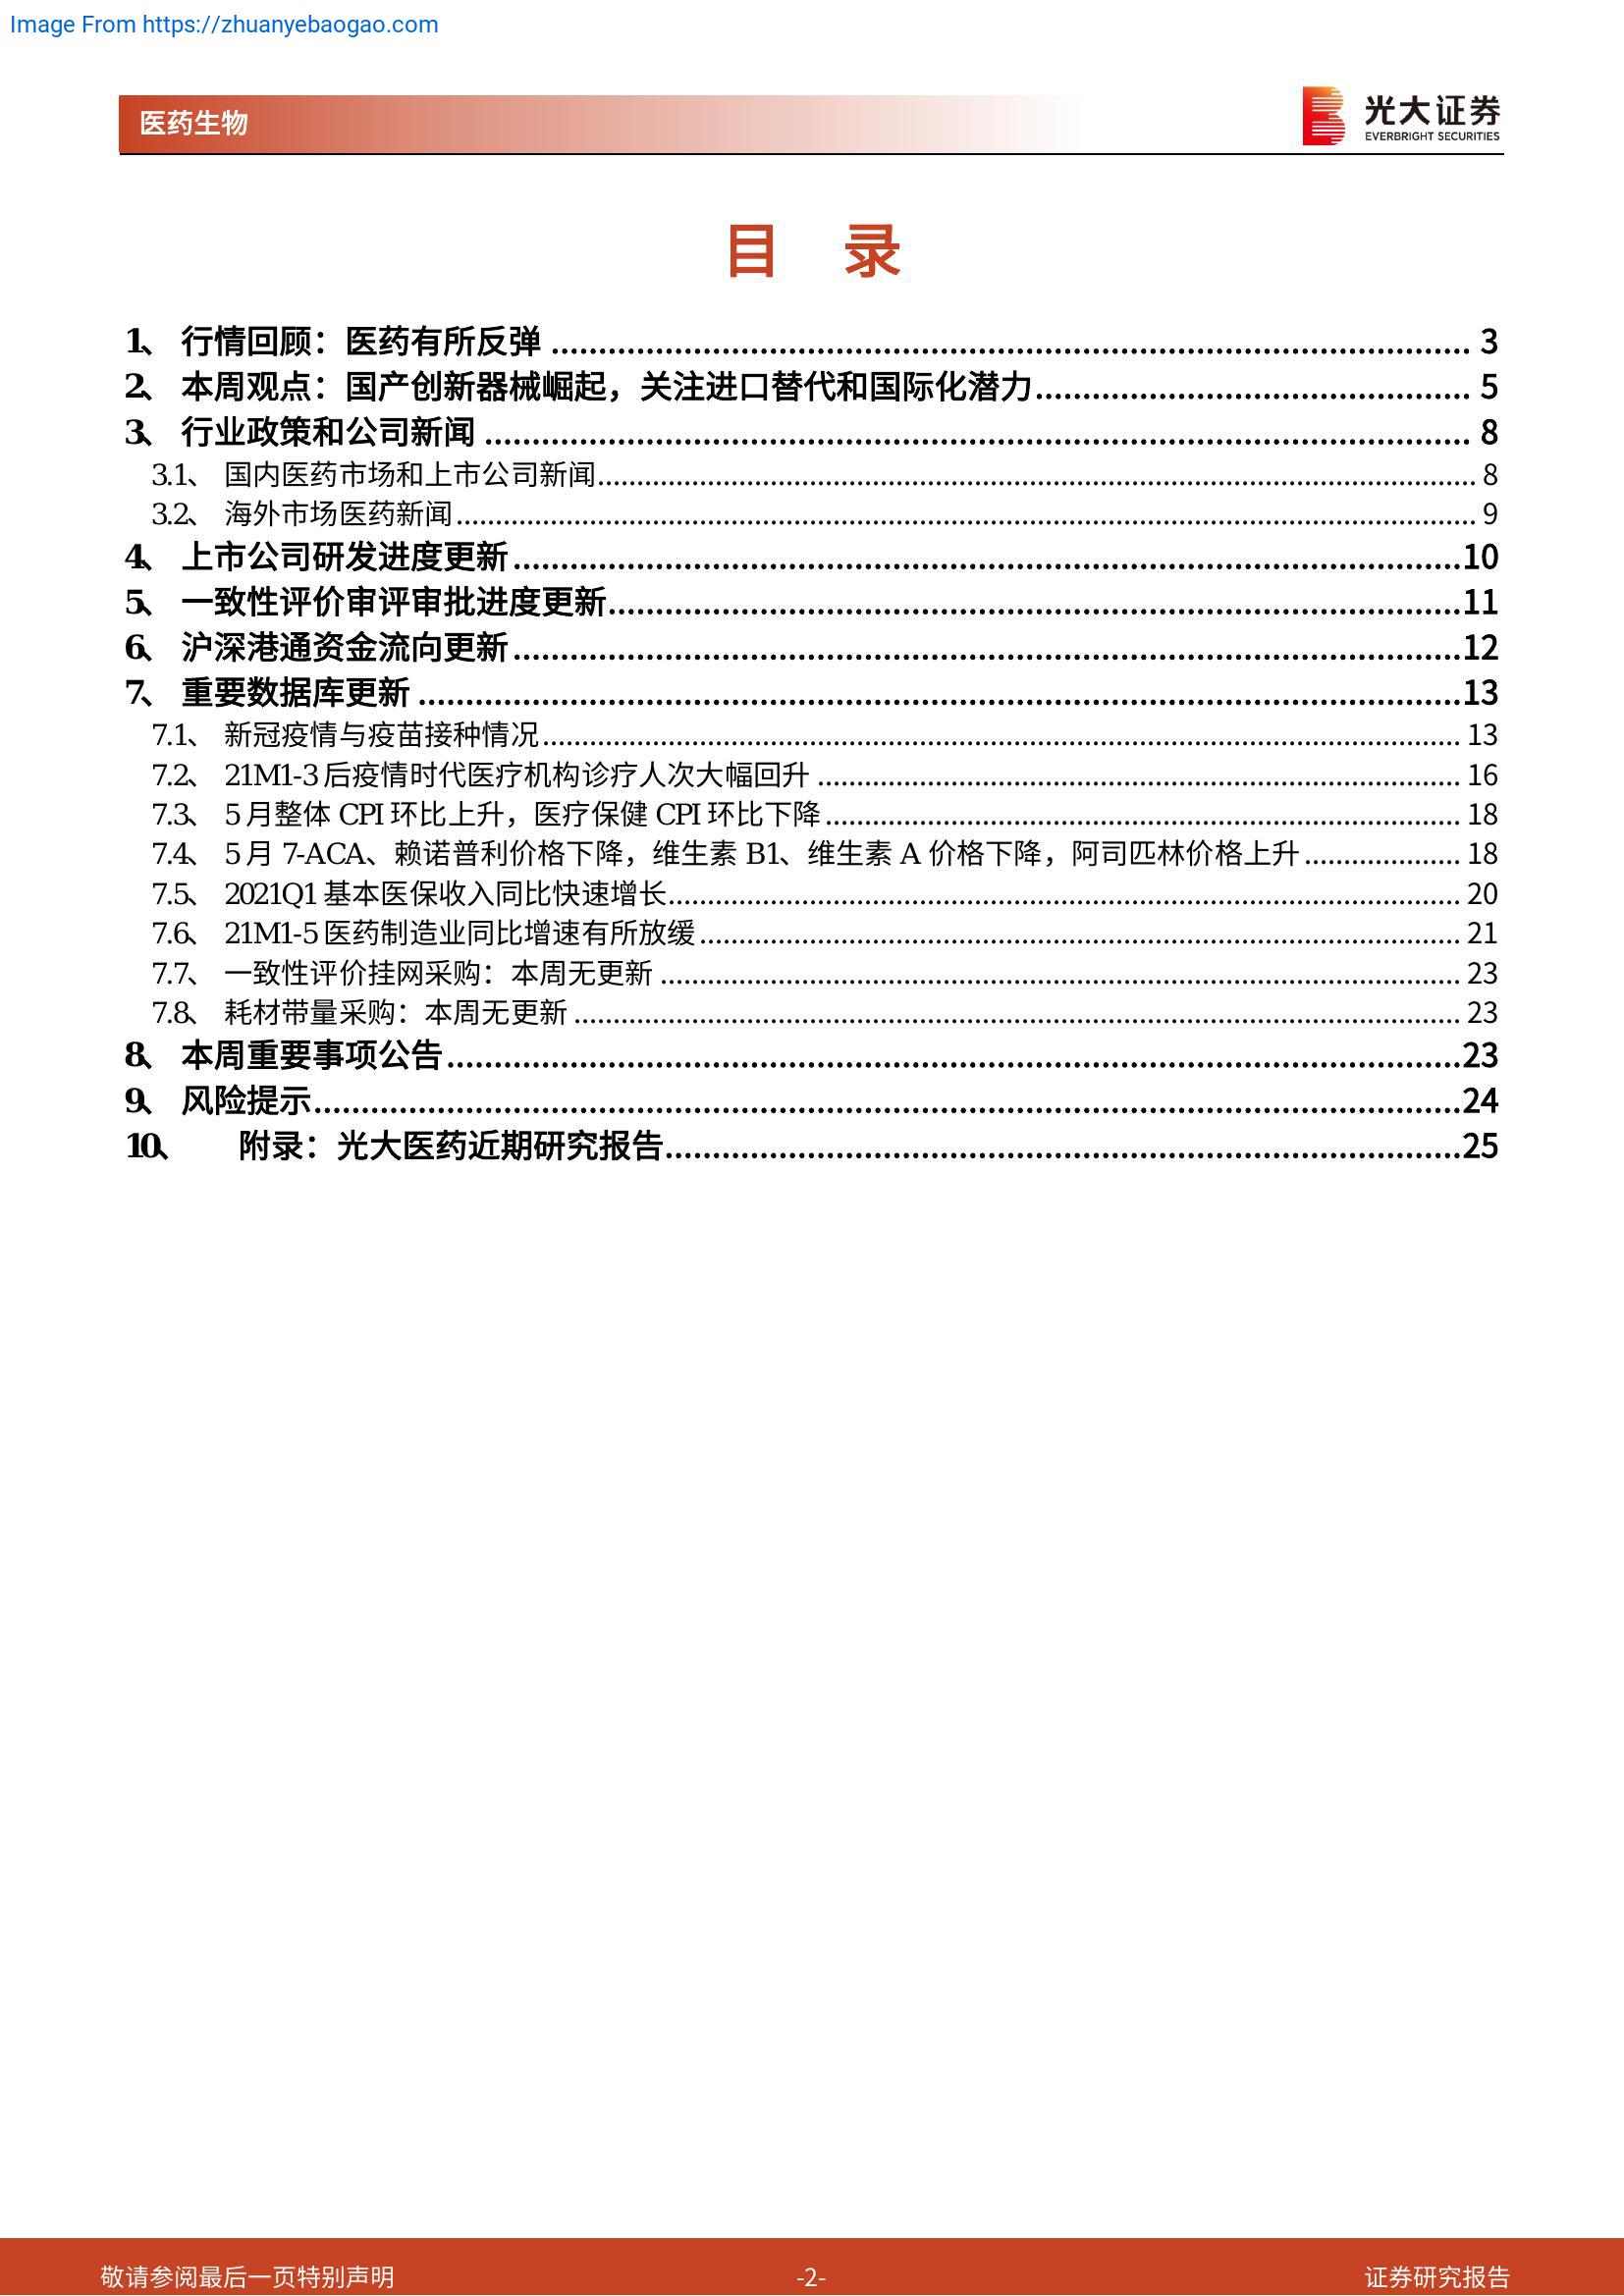 Image From https://zhuanyebaogao.com
医药生物
光大证券
EVERBRIGHT SECURITIES
目 录
1、 行情回顾：医药有所反弹 ........ 3
2、 本周观点：国产创新器械崛起，关注进口替代和国际化潜力 ........ 5
3、 行业政策和公司新闻 ........ 8
3.1、 国内医药市场和上市公司新闻 ........ 8
3.2、 海外市场医药新闻 ........ 9
4、 上市公司研发进度更新 ........ 10
5、 一致性评价审评审批进度更新 ........ 11
6、 沪深港通资金流向更新 ........ 12
7、 重要数据库更新 ........ 13
7.1、 新冠疫情与疫苗接种情况 ........ 13
7.2、 21M1-3 后疫情时代医疗机构诊疗人次大幅回升 ........ 16
7.3、 5 月整体 CPI 环比上升，医疗保健 CPI 环比下降 ........ 18
7.4、 5 月 7-ACA、赖诺普利价格下降，维生素 B1、维生素 A 价格下降，阿司匹林价格上升 ........ 18
7.5、 2021Q1 基本医保收入同比快速增长 ........ 20
7.6、 21M1-5 医药制造业同比增速有所放缓 ........ 21
7.7、 一致性评价挂网采购：本周无更新 ........ 23
7.8、 耗材带量采购：本周无更新 ........ 23
8、 本周重要事项公告 ........ 23
9、 风险提示 ........ 24
10、 附录：光大医药近期研究报告 ........ 25
敬请参阅最后一页特别声明 -2- 证券研究报告